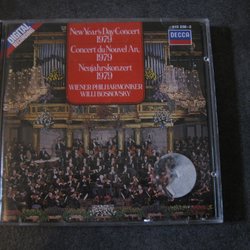 DIGITAL
New Year's Day Concert
1979
Concert du Nouvel An,
1979
Neujahrskonzert
1979
WIENER PHILHARMONIKER
WILLI BOSKOVSKY
DECCA